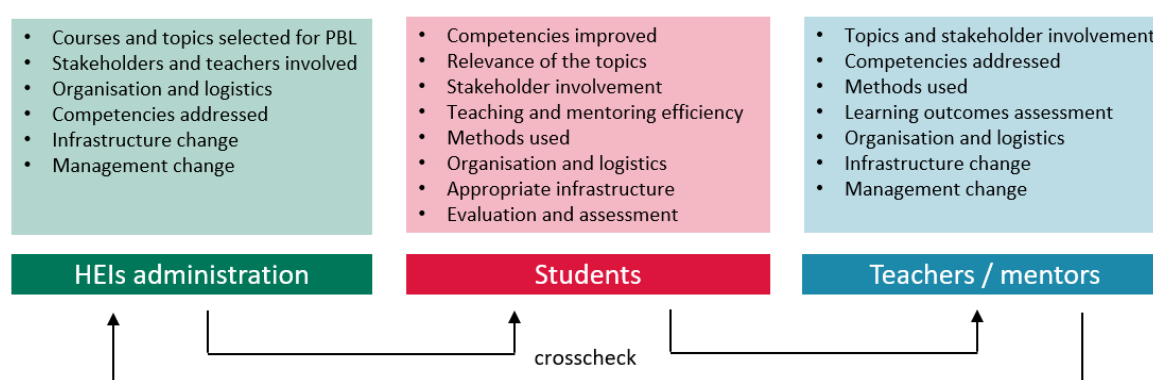 • Courses and topics selected for PBL
• Stakeholders and teachers involved
• Organisation and logistics
• Competencies addressed
• Infrastructure change
• Management change
HEIs administration
• Competencies improved
• Relevance of the topics
• Stakeholder involvement
• Teaching and mentoring efficiency
• Methods used
• Organisation and logistics
• Appropriate infrastructure
• Evaluation and assessment
Students
• Topics and stakeholder involvement
• Competencies addressed
• Methods used
• Learning outcomes assessment
• Organisation and logistics
• Infrastructure change
• Management change
Teachers / mentors
crosscheck